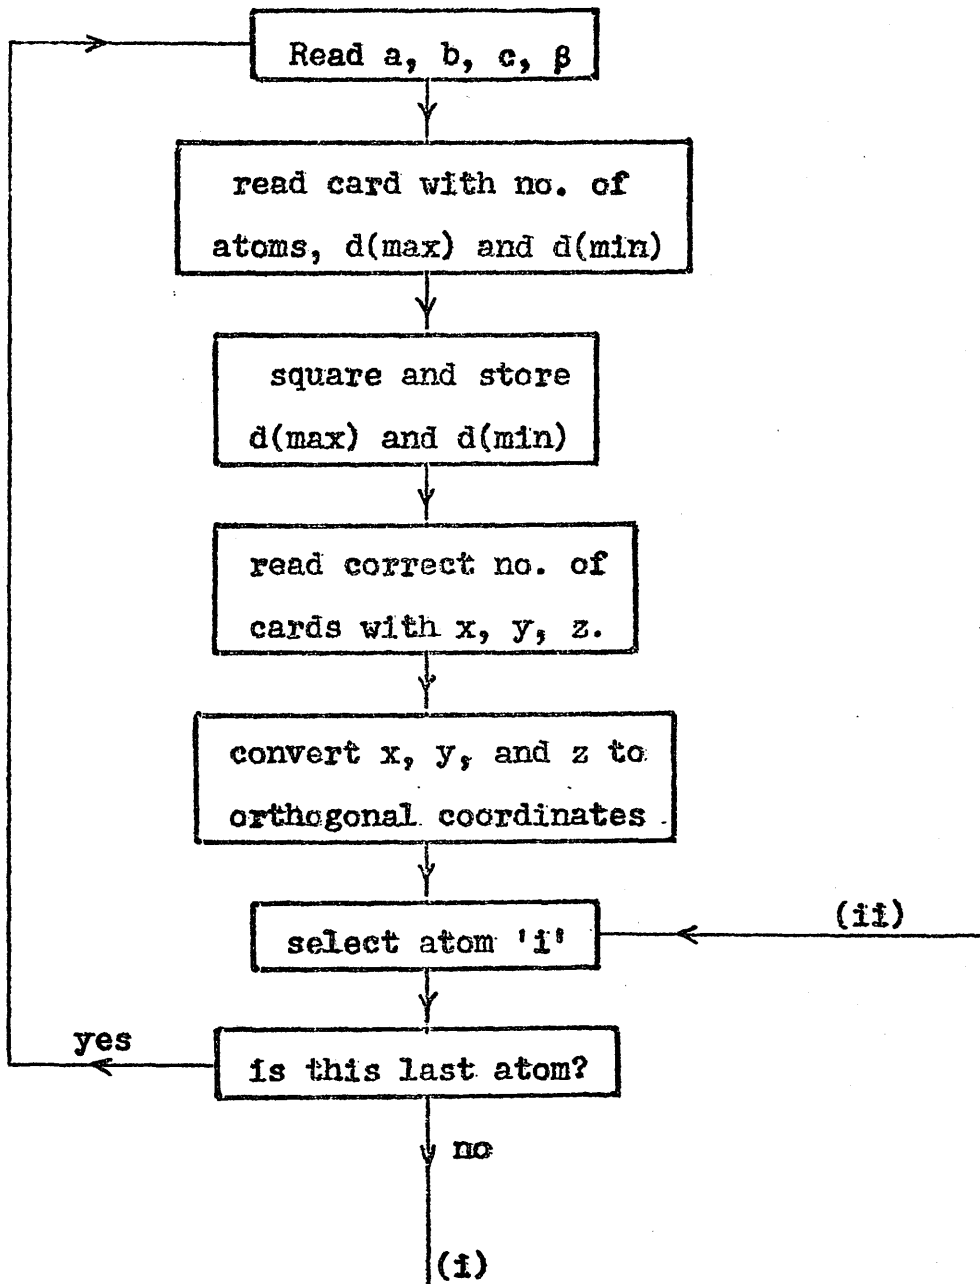 Read a, b, c, β
read card with no. of
atoms, d(max) and d(min)
square and store
d(max) and d(min)
read correct no. of
cards with x, y, z.
convert x, y, and z to
orthogonal coordinates.
(ii)
select atom 'i'
yes
is this last atom?
no
(i)